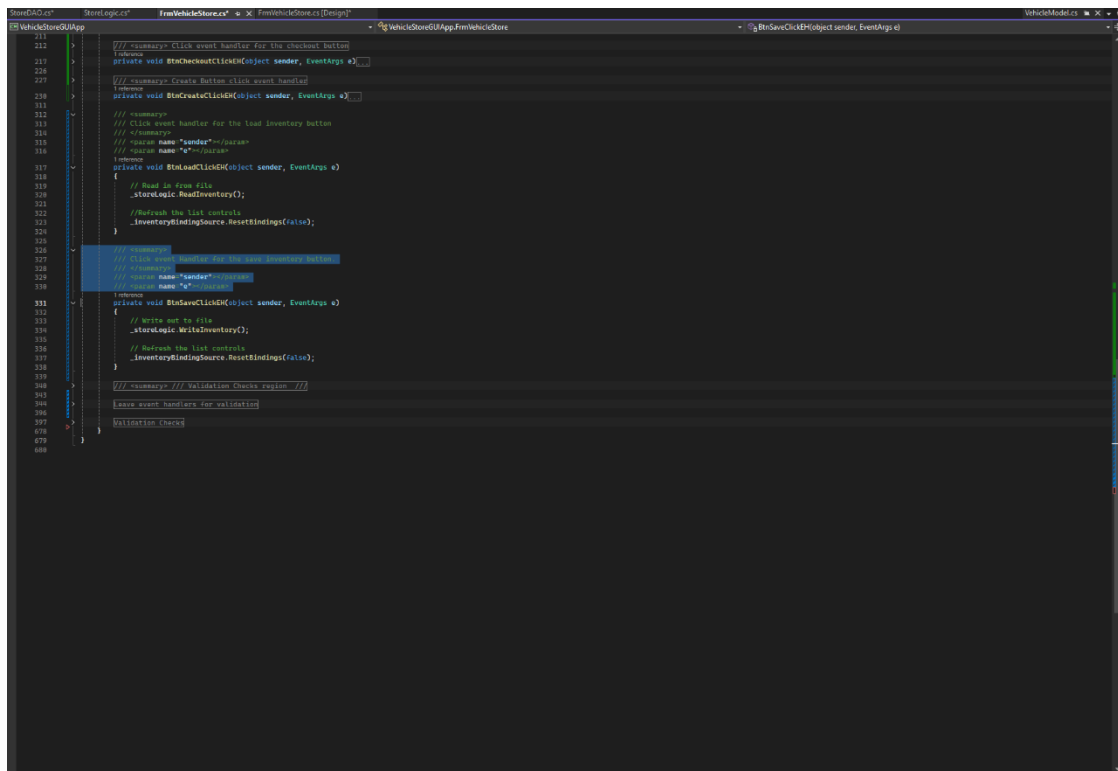 StoreDAO.cs* StoreLogic.cs* FrmVehicleStore.cs* FrmVehicleStore.cs [Design]* VehicleModel.cs
VehicleStoreGUIApp VehicleStoreGUIApp.FrmVehicleStore BtnSaveClickEH(object sender, EventArgs e)
211
212 /// <summary> Click event handler for the checkout button
1 reference
217 private void BtnCheckoutClickEH(object sender, EventArgs e)...
226
227 /// <summary> Create Button click event handler
1 reference
238 private void BtnCreateClickEH(object sender, EventArgs e)...
311
312 /// <summary>
313 /// Click event handler for the load inventory button
314 /// </summary>
315 /// <param name="sender"></param>
316 /// <param name="e"></param>
1 reference
317 private void BtnLoadClickEH(object sender, EventArgs e)
318 {
319 // Read in from file
320 _storeLogic.ReadInventory();
321
322 //Refresh the list controls
323 _inventoryBindingSource.ResetBindings(false);
324 }
325
326 /// <summary>
327 /// Click event Handler for the save inventory button.
328 /// </summary>
329 /// <param name="sender"></param>
330 /// <param name="e"></param>
1 reference
331 private void BtnSaveClickEH(object sender, EventArgs e)
332 {
333 // Write out to file
334 _storeLogic.WriteInventory();
335
336 // Refresh the list controls
337 _inventoryBindingSource.ResetBindings(false);
338 }
339
340 /// <summary> /// Validation Checks region ///
343
344 Leave event handlers for validation
396
397 Validation Checks
678 }
679 }
680